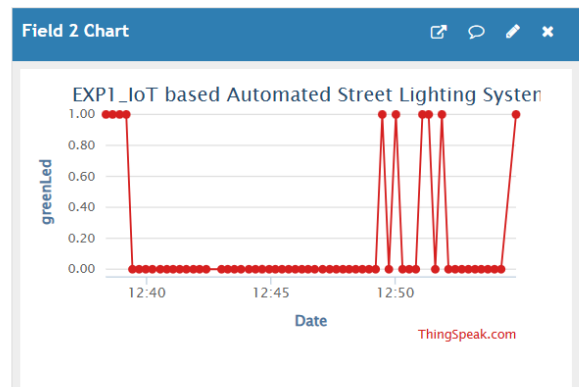 Field 2 Chart
EXP1_IoT based Automated Street Lighting System
1.00
0.80
0.60
0.40
0.20
0.00
greenLed
12:40 12:45 12:50
Date
ThingSpeak.com